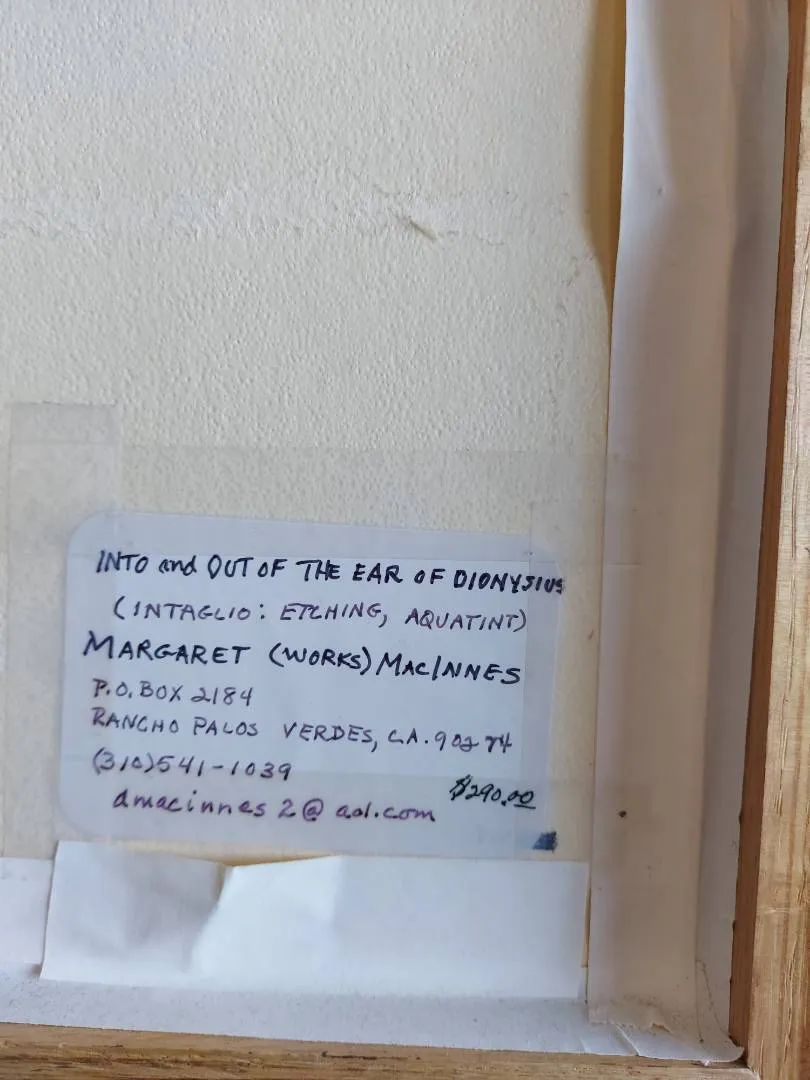 INTO and OUT OF THE EAR OF DIONYSIUS
(INTAGLIO: ETCHING, AQUATINT)
MARGARET (WORKS) MACINNES
P.O. BOX 2184
RANCHO PALOS VERDES, CA. 90274
(310)541-1039
$290.00
dmacinnes2@aol.com